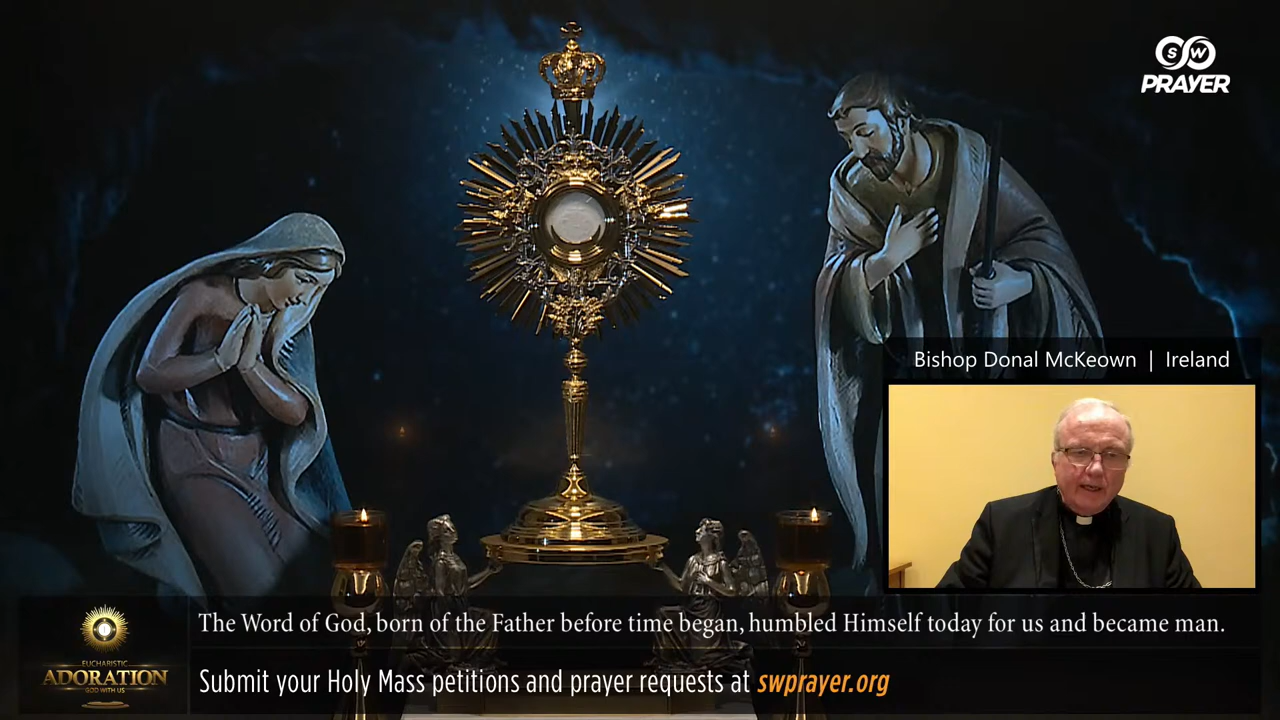 SW
PRAYER
Bishop Donal McKeown | Ireland
The Word of God, born of the Father before time began, humbled Himself today for us and became man.
EUCHARISTIC
ADORATION
GOD WITH US
Submit your Holy Mass petitions and prayer requests at swprayer.org